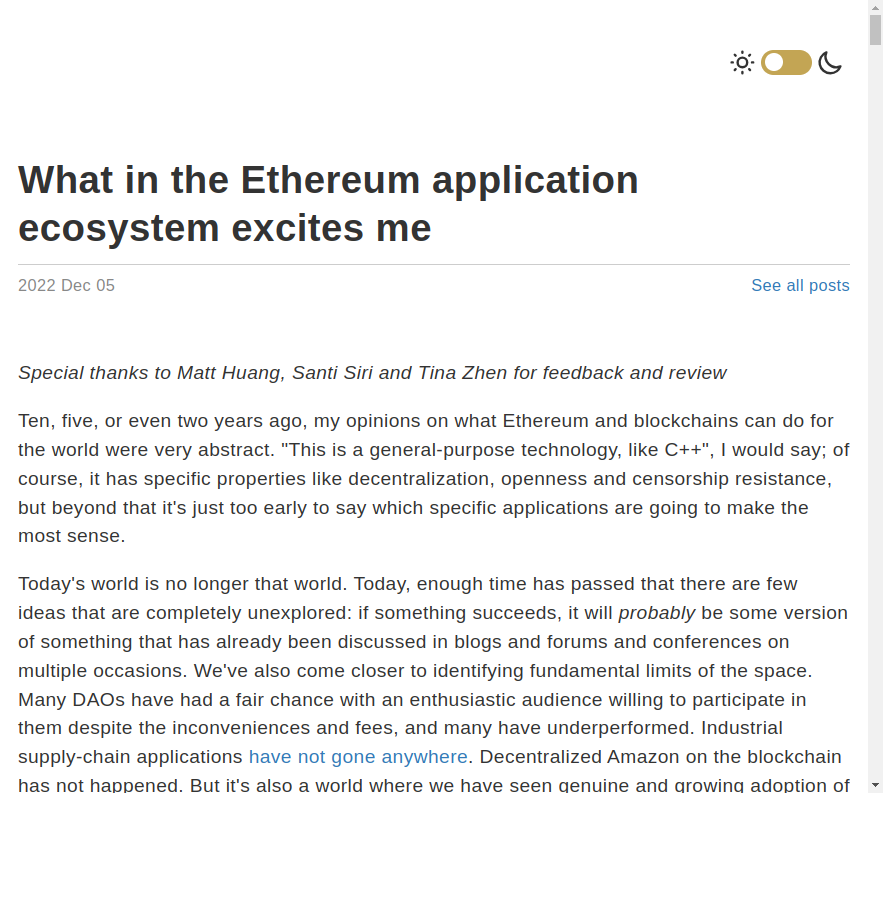 What in the Ethereum application
ecosystem excites me
2022 Dec 05
See all posts
Special thanks to Matt Huang, Santi Siri and Tina Zhen for feedback and review
Ten, five, or even two years ago, my opinions on what Ethereum and blockchains can do for
the world were very abstract. "This is a general-purpose technology, like C++", I would say; of
course, it has specific properties like decentralization, openness and censorship resistance,
but beyond that it's just too early to say which specific applications are going to make the
most sense.
Today's world is no longer that world. Today, enough time has passed that there are few
ideas that are completely unexplored: if something succeeds, it will probably be some version
of something that has already been discussed in blogs and forums and conferences on
multiple occasions. We've also come closer to identifying fundamental limits of the space.
Many DAOs have had a fair chance with an enthusiastic audience willing to participate in
them despite the inconveniences and fees, and many have underperformed. Industrial
supply-chain applications have not gone anywhere. Decentralized Amazon on the blockchain
has not happened. But it's also a world where we have seen genuine and growing adoption of